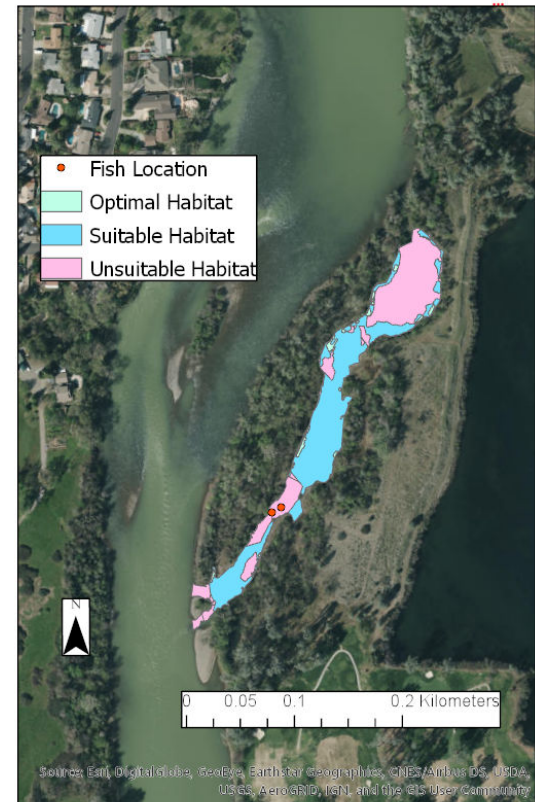 Fish Location
Optimal Habitat
Suitable Habitat
Unsuitable Habitat
N
0 0.05 0.1 0.2 Kilometers
Source: Esri, DigitalGlobe, GeoEye, Earthstar Geographics, CNES/Airbus DS, USDA,
USGS, AeroGRID, IGN, and the GIS User Community